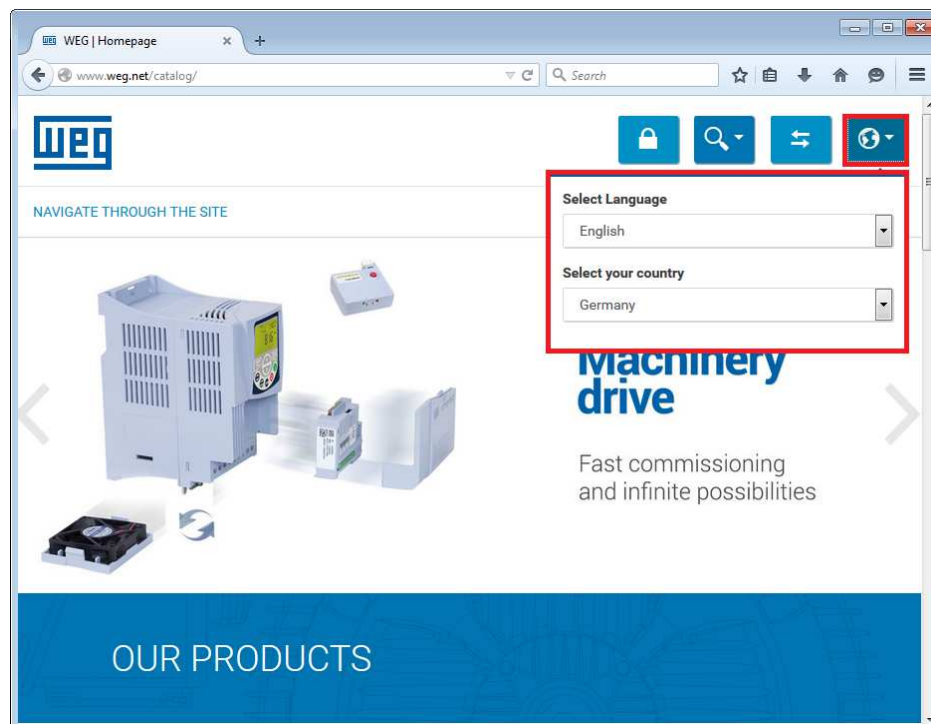 WEG | Homepage
www.weg.net/catalog/
Search
weg
NAVIGATE THROUGH THE SITE
Select Language
English
Select your country
Germany
Machinery
drive
Fast commissioning
and infinite possibilities
OUR PRODUCTS